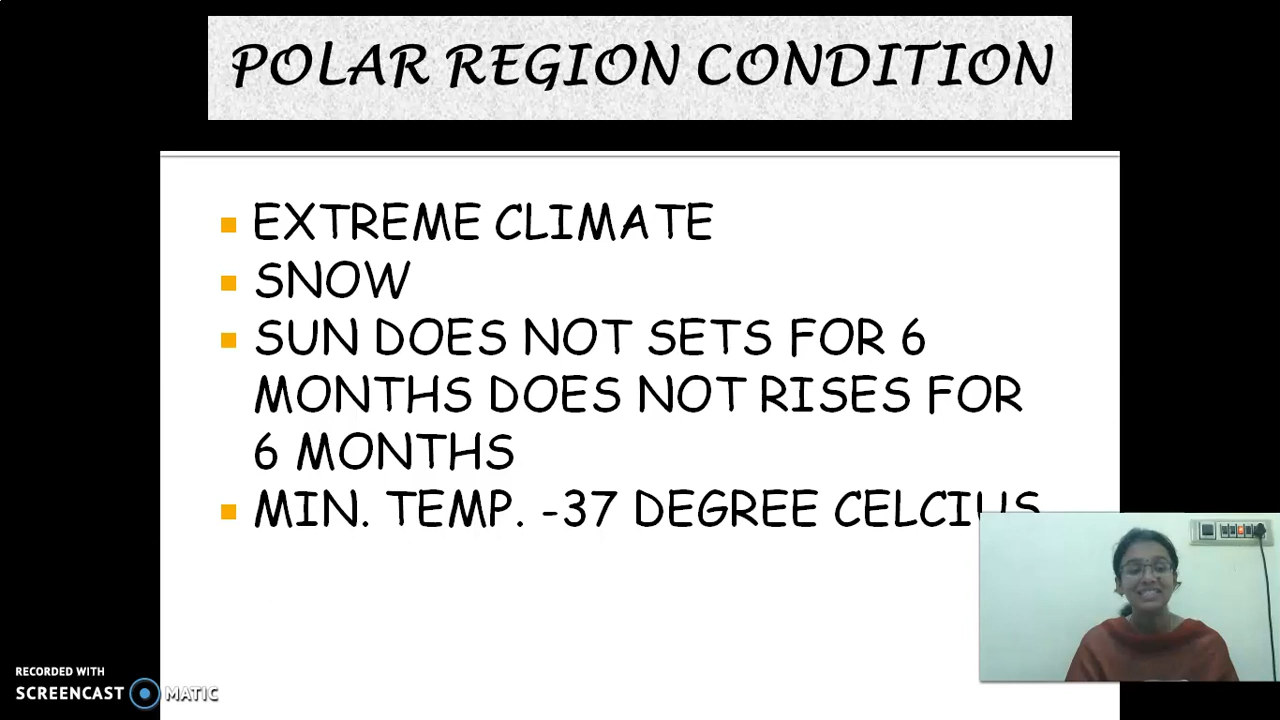 POLAR REGION CONDITION
EXTREME CLIMATE
SNOW
SUN DOES NOT SETS FOR 6
MONTHS DOES NOT RISES FOR
6 MONTHS
MIN. TEMP. -37 DEGREE CELCIUS
RECORDED WITH
SCREENCAST MATIC